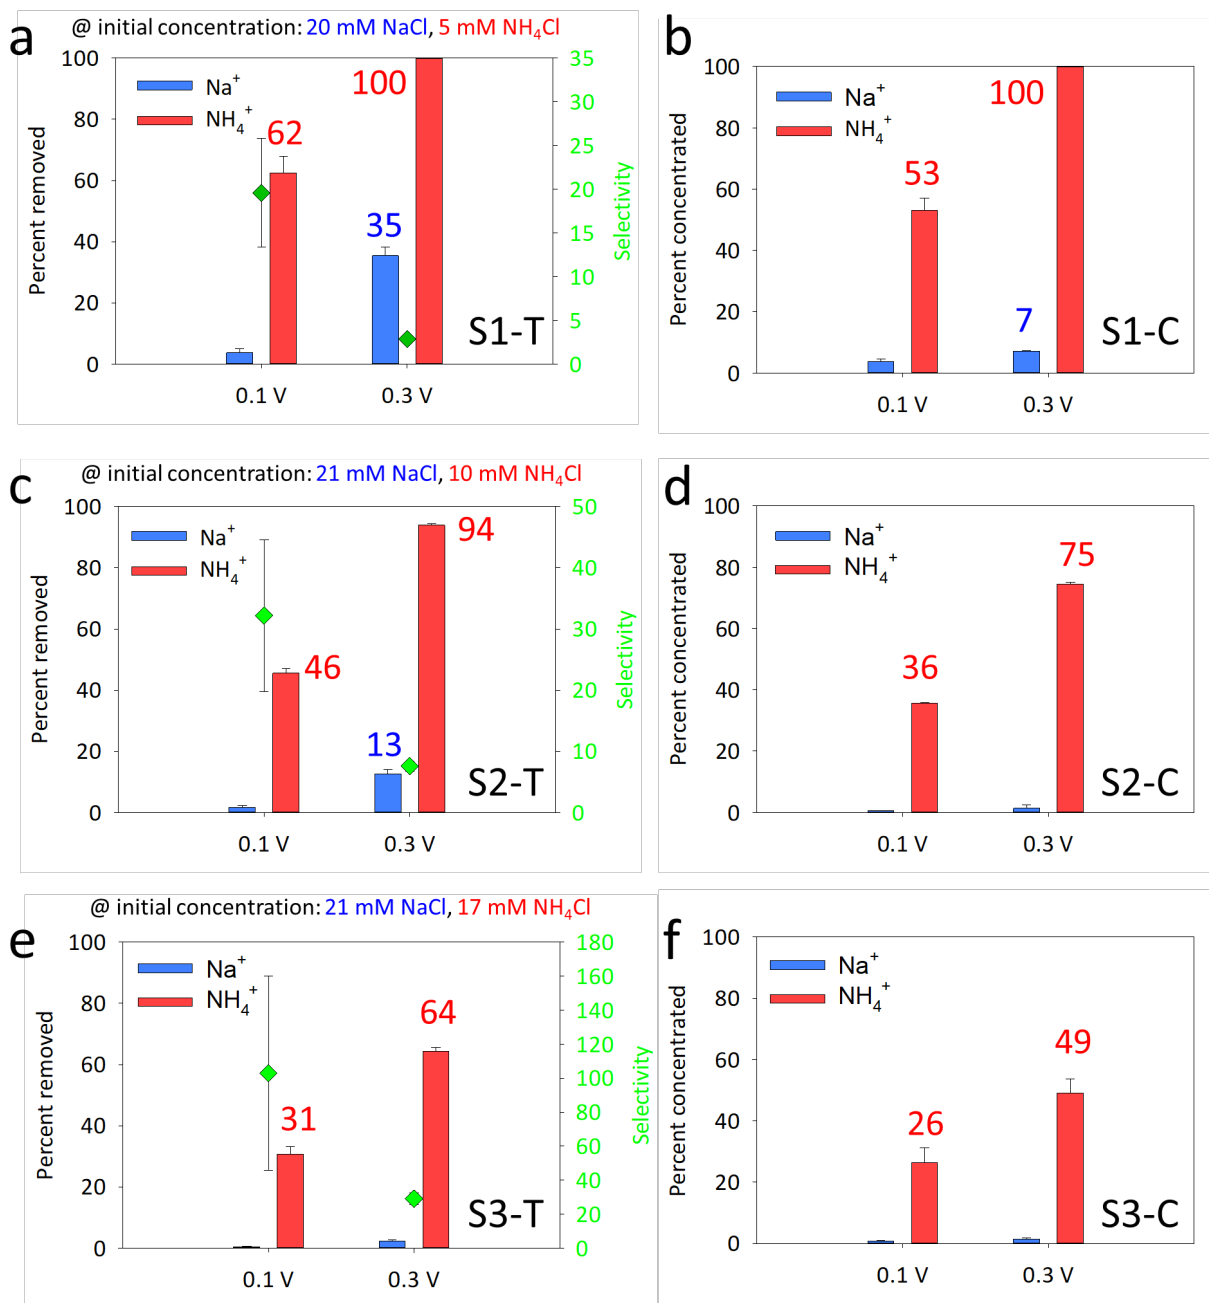 a
@ initial concentration: 20 mM NaCl, 5 mM NH₄Cl
Percent removed
100
80
60
40
20
0
Na⁺
NH₄⁺
62
100
35
S1-T
0.1 V
0.3 V
35
30
25
20
15
10
5
0
Selectivity
b
Percent concentrated
100
80
60
40
20
0
Na⁺
NH₄⁺
53
100
7
S1-C
0.1 V
0.3 V
c
@ initial concentration: 21 mM NaCl, 10 mM NH₄Cl
Percent removed
100
80
60
40
20
0
Na⁺
NH₄⁺
46
94
13
S2-T
0.1 V
0.3 V
50
40
30
20
10
0
Selectivity
d
Percent concentrated
100
80
60
40
20
0
Na⁺
NH₄⁺
36
75
S2-C
0.1 V
0.3 V
e
@ initial concentration: 21 mM NaCl, 17 mM NH₄Cl
Percent removed
100
80
60
40
20
0
Na⁺
NH₄⁺
31
64
S3-T
0.1 V
0.3 V
180
160
140
120
100
80
60
40
20
0
Selectivity
f
Percent concentrated
100
80
60
40
20
0
Na⁺
NH₄⁺
26
49
S3-C
0.1 V
0.3 V